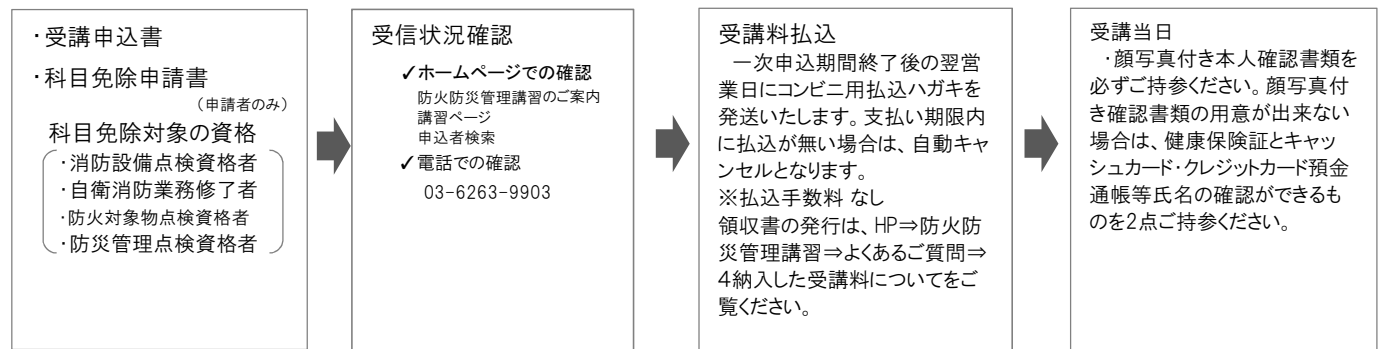 ・受講申込書
・科目免除申請書
（申請者のみ）
科目免除対象の資格
・消防設備点検資格者
・自衛消防業務修了者
・防火対象物点検資格者
・防災管理点検資格者
受信状況確認
✓ホームページでの確認
防火防災管理講習のご案内
講習ページ
申込者検索
✓電話での確認
03-6263-9903
受講料払込
一次申込期間終了後の翌営
業日にコンビニ用払込ハガキを
発送いたします。支払い期限内
に払込が無い場合は、自動キャ
ンセルとなります。
※払込手数料 なし
領収書の発行は、HP⇒防火防
災管理講習⇒よくあるご質問⇒
４納入した受講料についてをご
覧ください。
受講当日
・顔写真付き本人確認書類を
必ずご持参ください。顔写真付
き確認書類の用意が出来ない
場合は、健康保険証とキャッ
シュカード・クレジットカード預金
通帳等氏名の確認ができるも
のを2点ご持参ください。